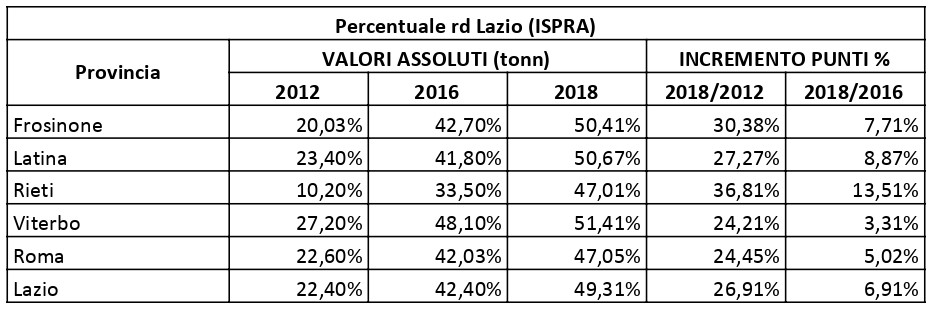 Percentuale rd Lazio (ISPRA)
Provincia VALORI ASSOLUTI (tonn) INCREMENTO PUNTI %
2012 2016 2018 2018/2012 2018/2016
Frosinone 20,03% 42,70% 50,41% 30,38% 7,71%
Latina 23,40% 41,80% 50,67% 27,27% 8,87%
Rieti 10,20% 33,50% 47,01% 36,81% 13,51%
Viterbo 27,20% 48,10% 51,41% 24,21% 3,31%
Roma 22,60% 42,03% 47,05% 24,45% 5,02%
Lazio 22,40% 42,40% 49,31% 26,91% 6,91%